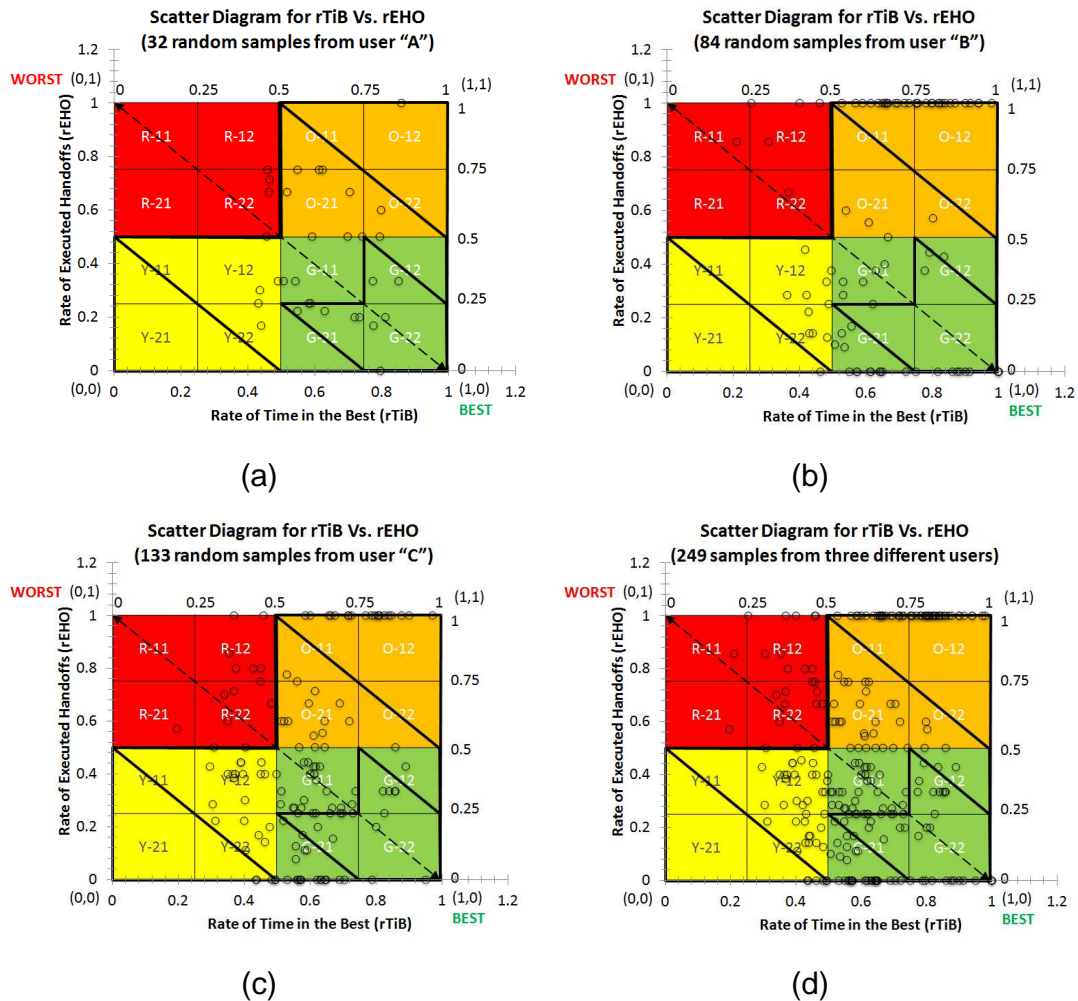 Scatter Diagram for rTiB Vs. rEHO
(32 random samples from user “A”)
1.2
WORST (0,1) 0 0.25 0.5 0.75 1 (1,1)
1 1
R-11 R-12 O-11 O-12
0.8 0.75
R-21 R-22 O-21 O-22
0.6
0.5
0.4 Y-11 Y-12 G-11 G-12
0.25
0.2
Y-21 Y-22 G-21 G-22
0 0
(0,0) (1,0)
0 0.2 0.4 0.6 0.8 1 1.2
BEST
Rate of Executed Handoffs (rEHO)
Rate of Time in the Best (rTiB)
(a)
Scatter Diagram for rTiB Vs. rEHO
(84 random samples from user “B”)
1.2
WORST (0,1) 0 0.25 0.5 0.75 1 (1,1)
1 1
R-11 R-12 O-11 O-12
0.8 0.75
R-21 R-22 O-21 O-22
0.6
0.5
0.4 Y-11 Y-12 G-11 G-12
0.25
0.2
Y-21 Y-22 G-21 G-22
0 0
(0,0) (1,0)
0 0.2 0.4 0.6 0.8 1 1.2
BEST
Rate of Executed Handoffs (rEHO)
Rate of Time in the Best (rTiB)
(b)
Scatter Diagram for rTiB Vs. rEHO
(133 random samples from user “C”)
1.2
WORST (0,1) 0 0.25 0.5 0.75 1 (1,1)
1 1
R-11 R-12 O-11 O-12
0.8 0.75
R-21 R-22 O-21 O-22
0.6
0.5
0.4 Y-11 Y-12 G-11 G-12
0.25
0.2
Y-21 Y-22 G-21 G-22
0 0
(0,0) (1,0)
0 0.2 0.4 0.6 0.8 1 1.2
BEST
Rate of Executed Handoffs (rEHO)
Rate of Time in the Best (rTiB)
(c)
Scatter Diagram for rTiB Vs. rEHO
(249 samples from three different users)
1.2
WORST (0,1) 0 0.25 0.5 0.75 1 (1,1)
1 1
R-11 R-12 O-11 O-12
0.8 0.75
R-21 R-22 O-21 O-22
0.6
0.5
0.4 Y-11 Y-12 G-11 G-12
0.25
0.2
Y-21 Y-22 G-21 G-22
0 0
(0,0) (1,0)
0 0.2 0.4 0.6 0.8 1 1.2
BEST
Rate of Executed Handoffs (rEHO)
Rate of Time in the Best (rTiB)
(d)